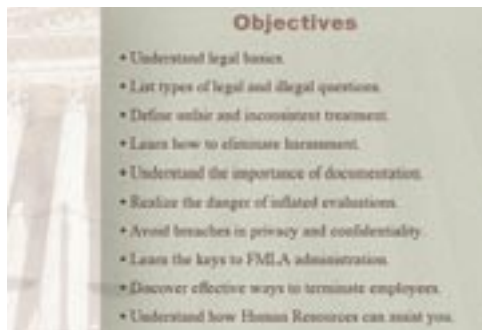 Objectives
• Understand legal basics.
• List types of legal and illegal questions.
• Define unfair and inconsistent treatment.
• Learn how to eliminate harassment.
• Understand the importance of documentation.
• Realize the danger of inflated evaluations.
• Avoid breaches in privacy and confidentiality.
• Learn the keys to FMLA administration.
• Discover effective ways to terminate employees.
• Understand how Human Resources can assist you.